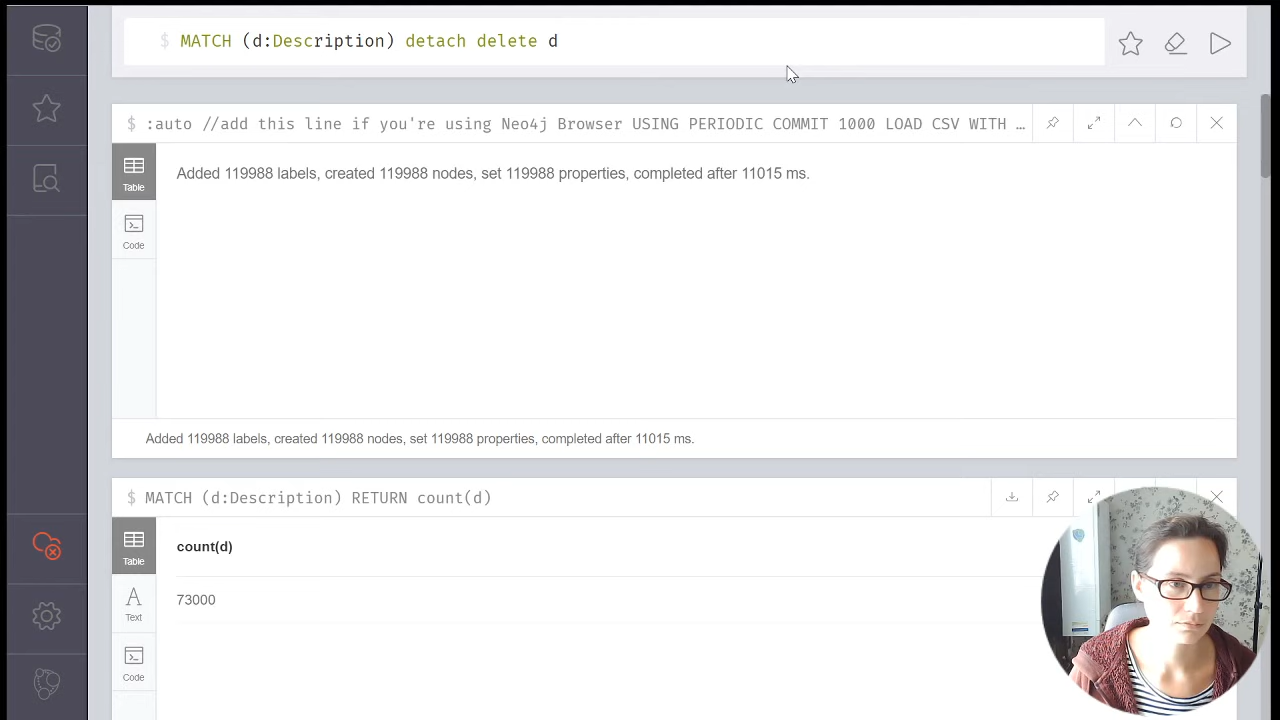 $ MATCH (d:Description) detach delete d
$ :auto //add this line if you're using Neo4j Browser USING PERIODIC COMMIT 1000 LOAD CSV WITH …
Table
Added 119988 labels, created 119988 nodes, set 119988 properties, completed after 11015 ms.
Code
Added 119988 labels, created 119988 nodes, set 119988 properties, completed after 11015 ms.
$ MATCH (d:Description) RETURN count(d)
Table
count(d)
A
Text
73000
Code